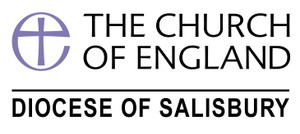 THE CHURCH
OF ENGLAND
DIOCESE OF SALISBURY